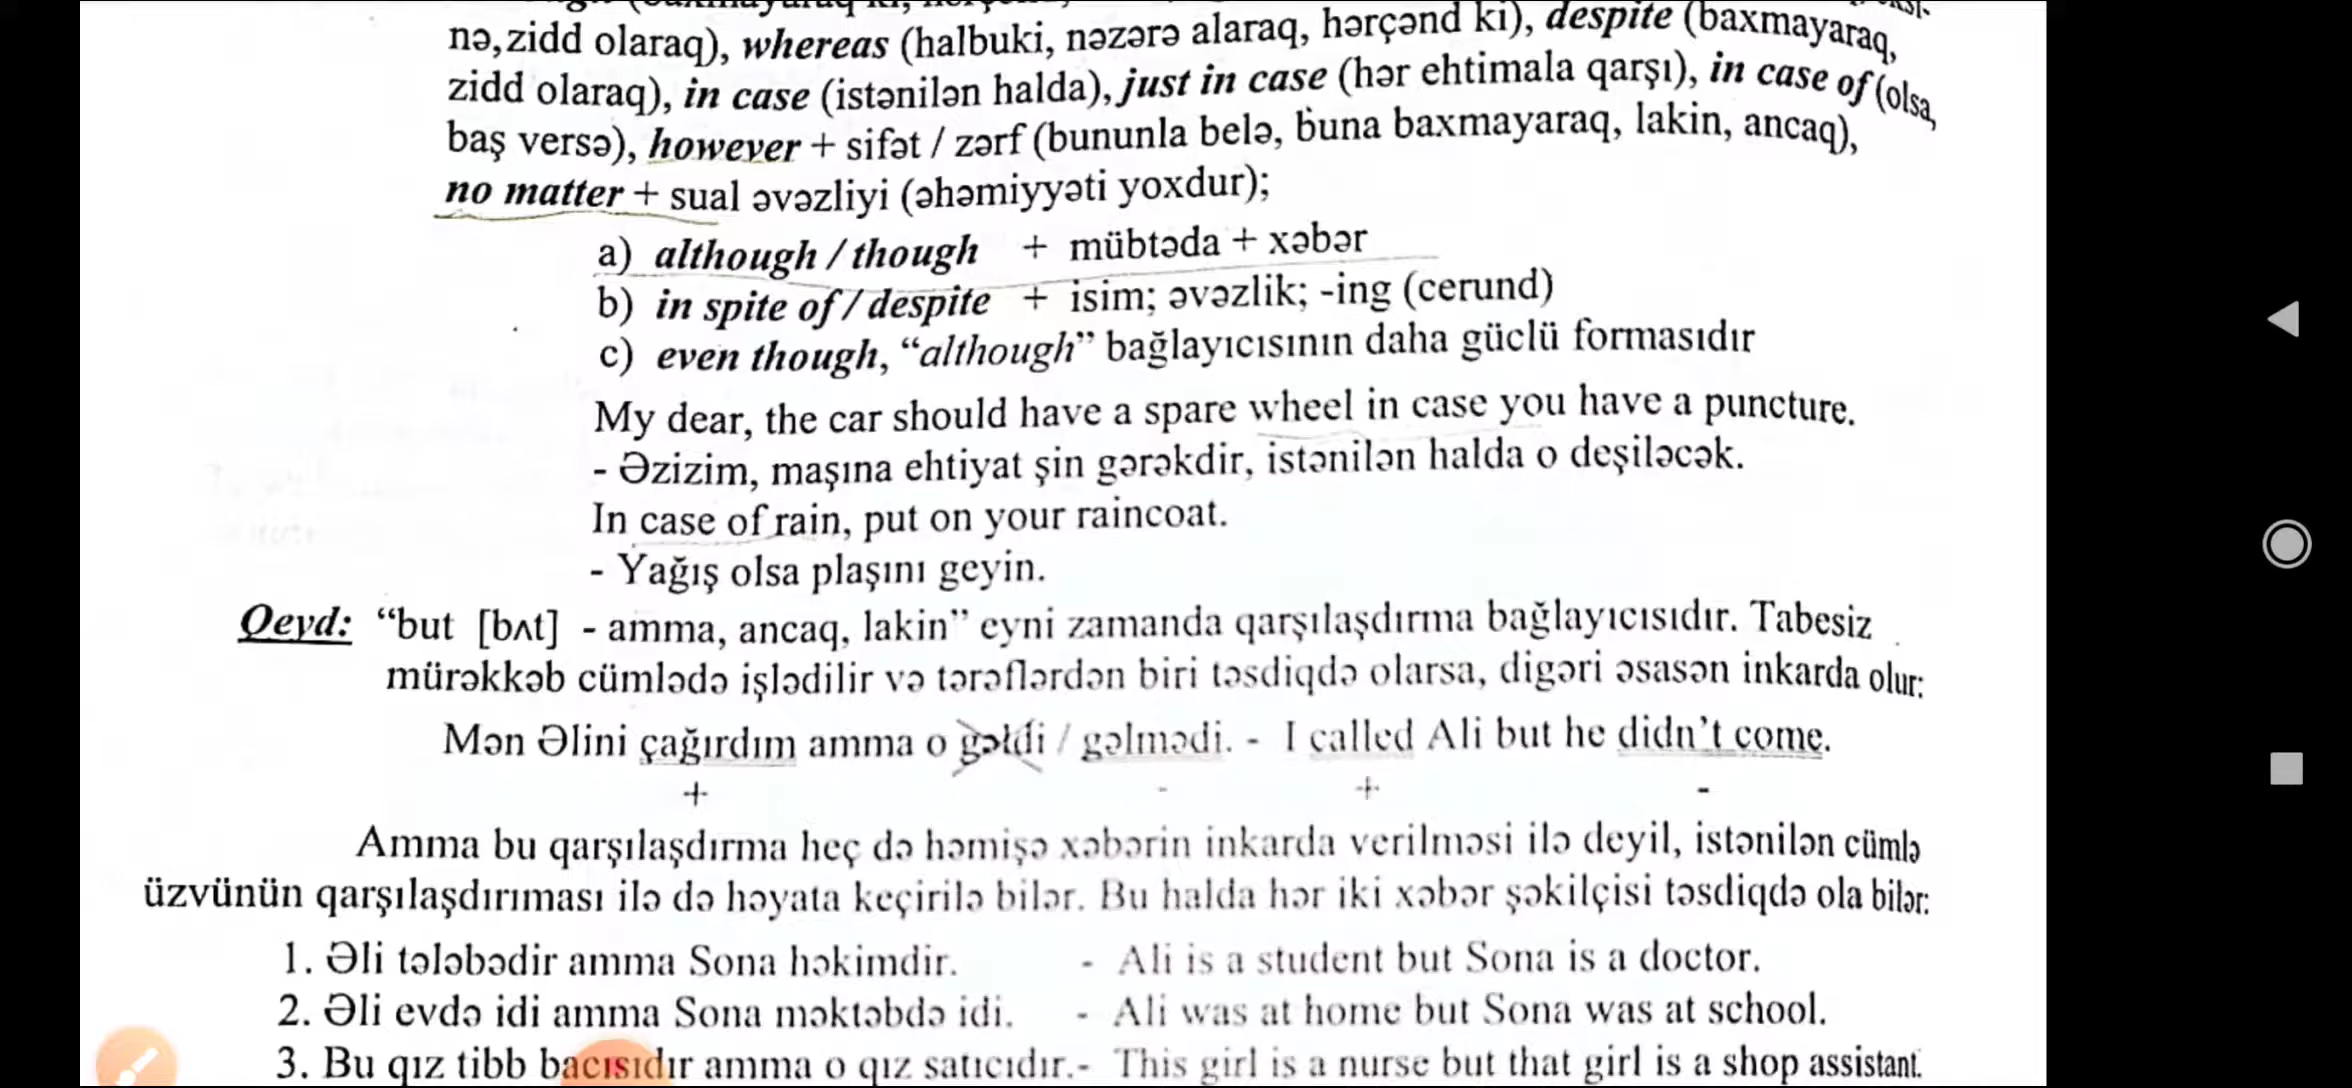 (baxmayaraq ki,
nə, zidd olaraq), whereas (halbuki, nəzərə alaraq, hərçənd ki), despite (baxmayaraq,
zidd olaraq), in case (istənilən halda), just in case (hər ehtimala qarşı), in case of (olsa,
baş versə), however + sifət / zərf (bununla belə, buna baxmayaraq, lakin, ancaq),
no matter + sual əvəzliyi (əhəmiyyəti yoxdur);
a) although / though + mübtəda + xəbər
b) in spite of / despite + isim; əvəzlik; -ing (cerund)
c) even though, “although” bağlayıcısının daha güclü formasıdır
My dear, the car should have a spare wheel in case you have a puncture.
- Əzizim, maşına ehtiyat şin gərəkdir, istənilən halda o deşiləcək.
In case of rain, put on your raincoat.
- Yağış olsa plaşını geyin.
Qeyd: “but [bʌt] - amma, ancaq, lakin” eyni zamanda qarşılaşdırma bağlayıcısıdır. Tabesiz
mürəkkəb cümlədə işlədilir və tərəflərdən biri təsdiqdə olarsa, digəri əsasən inkarda olur:
Mən Əlini çağırdım amma o gəldi / gəlmədi. - I called Ali but he didn’t come.
+ - + -
Amma bu qarşılaşdırma heç də həmişə xəbərin inkarda verilməsi ilə deyil, istənilən cümlə
üzvünün qarşılaşdırıması ilə də həyata keçirilə bilər. Bu halda hər iki xəbər şəkilçisi təsdiqdə ola bilər:
1. Əli tələbədir amma Sona həkimdir. - Ali is a student but Sona is a doctor.
2. Əli evdə idi amma Sona məktəbdə idi. - Ali was at home but Sona was at school.
3. Bu qız tibb bacısıdır amma o qız satıcıdır.- This girl is a nurse but that girl is a shop assistant.